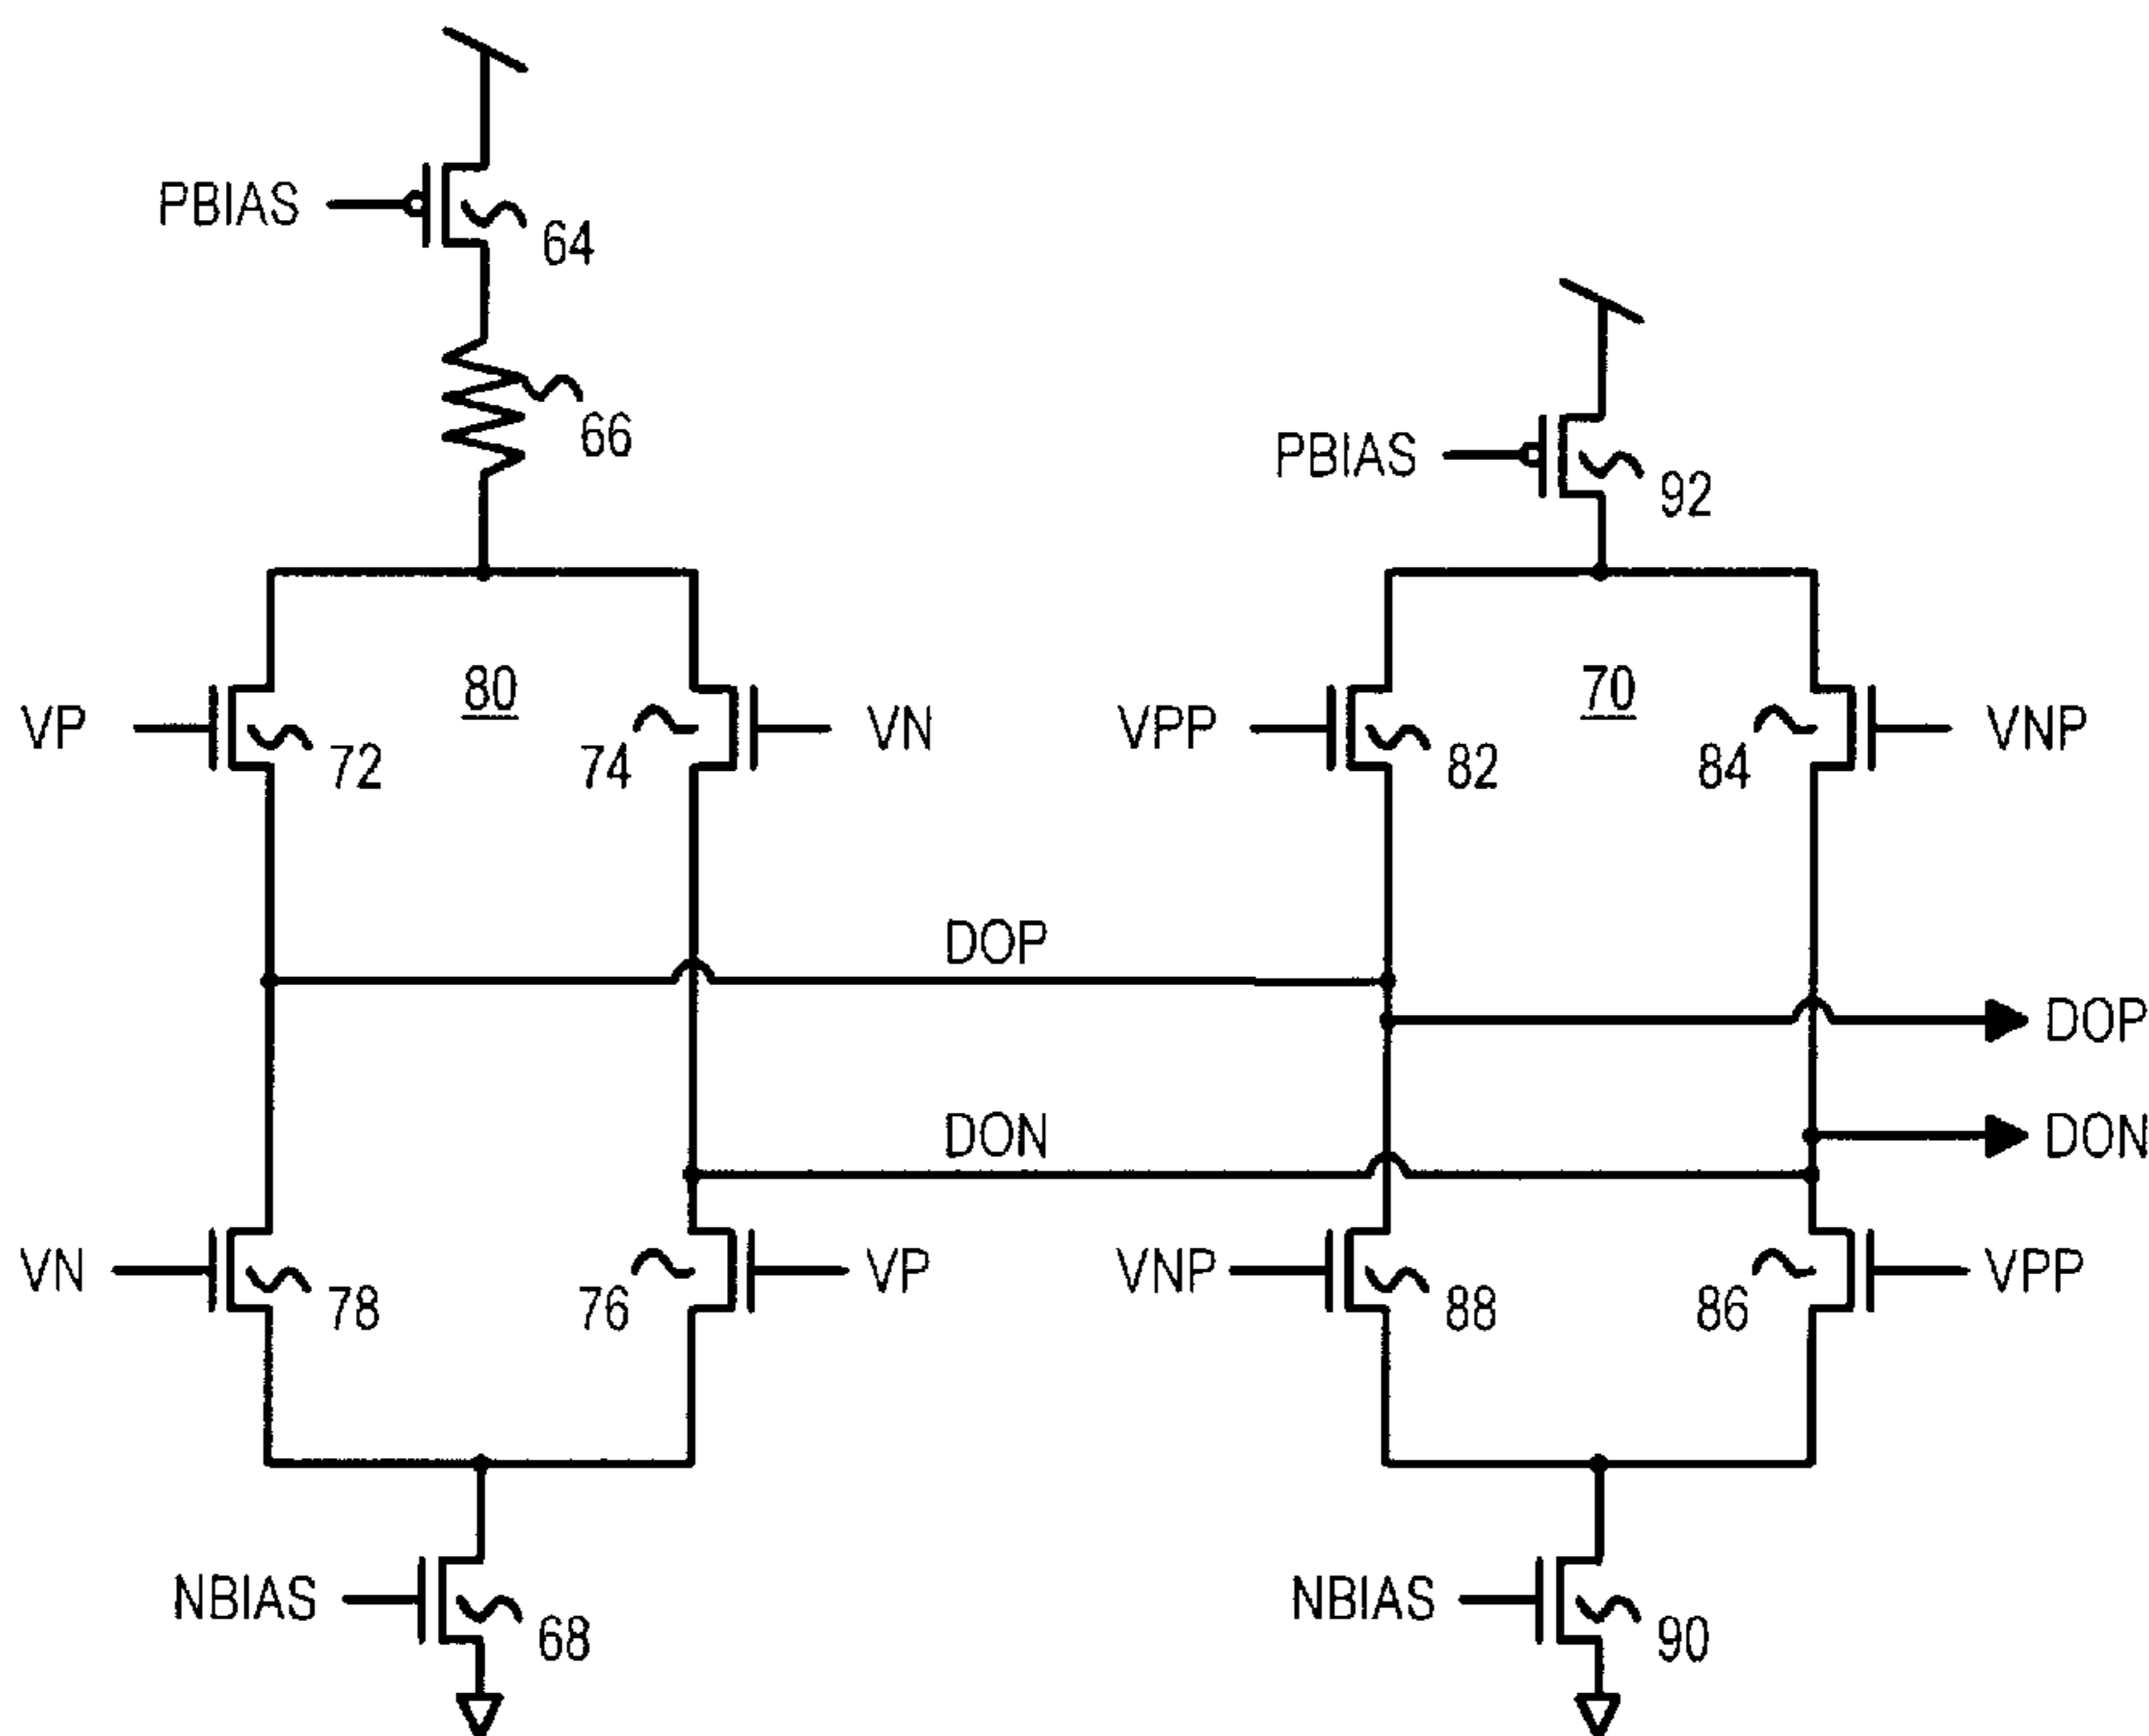 PBIAS
64
66
PBIAS
92
VP
72
80
74
VN
VPP
82
70
84
VNP
DOP
DOP
DON
DON
VN
78
76
VP
VNP
88
86
VPP
NBIAS
68
NBIAS
90